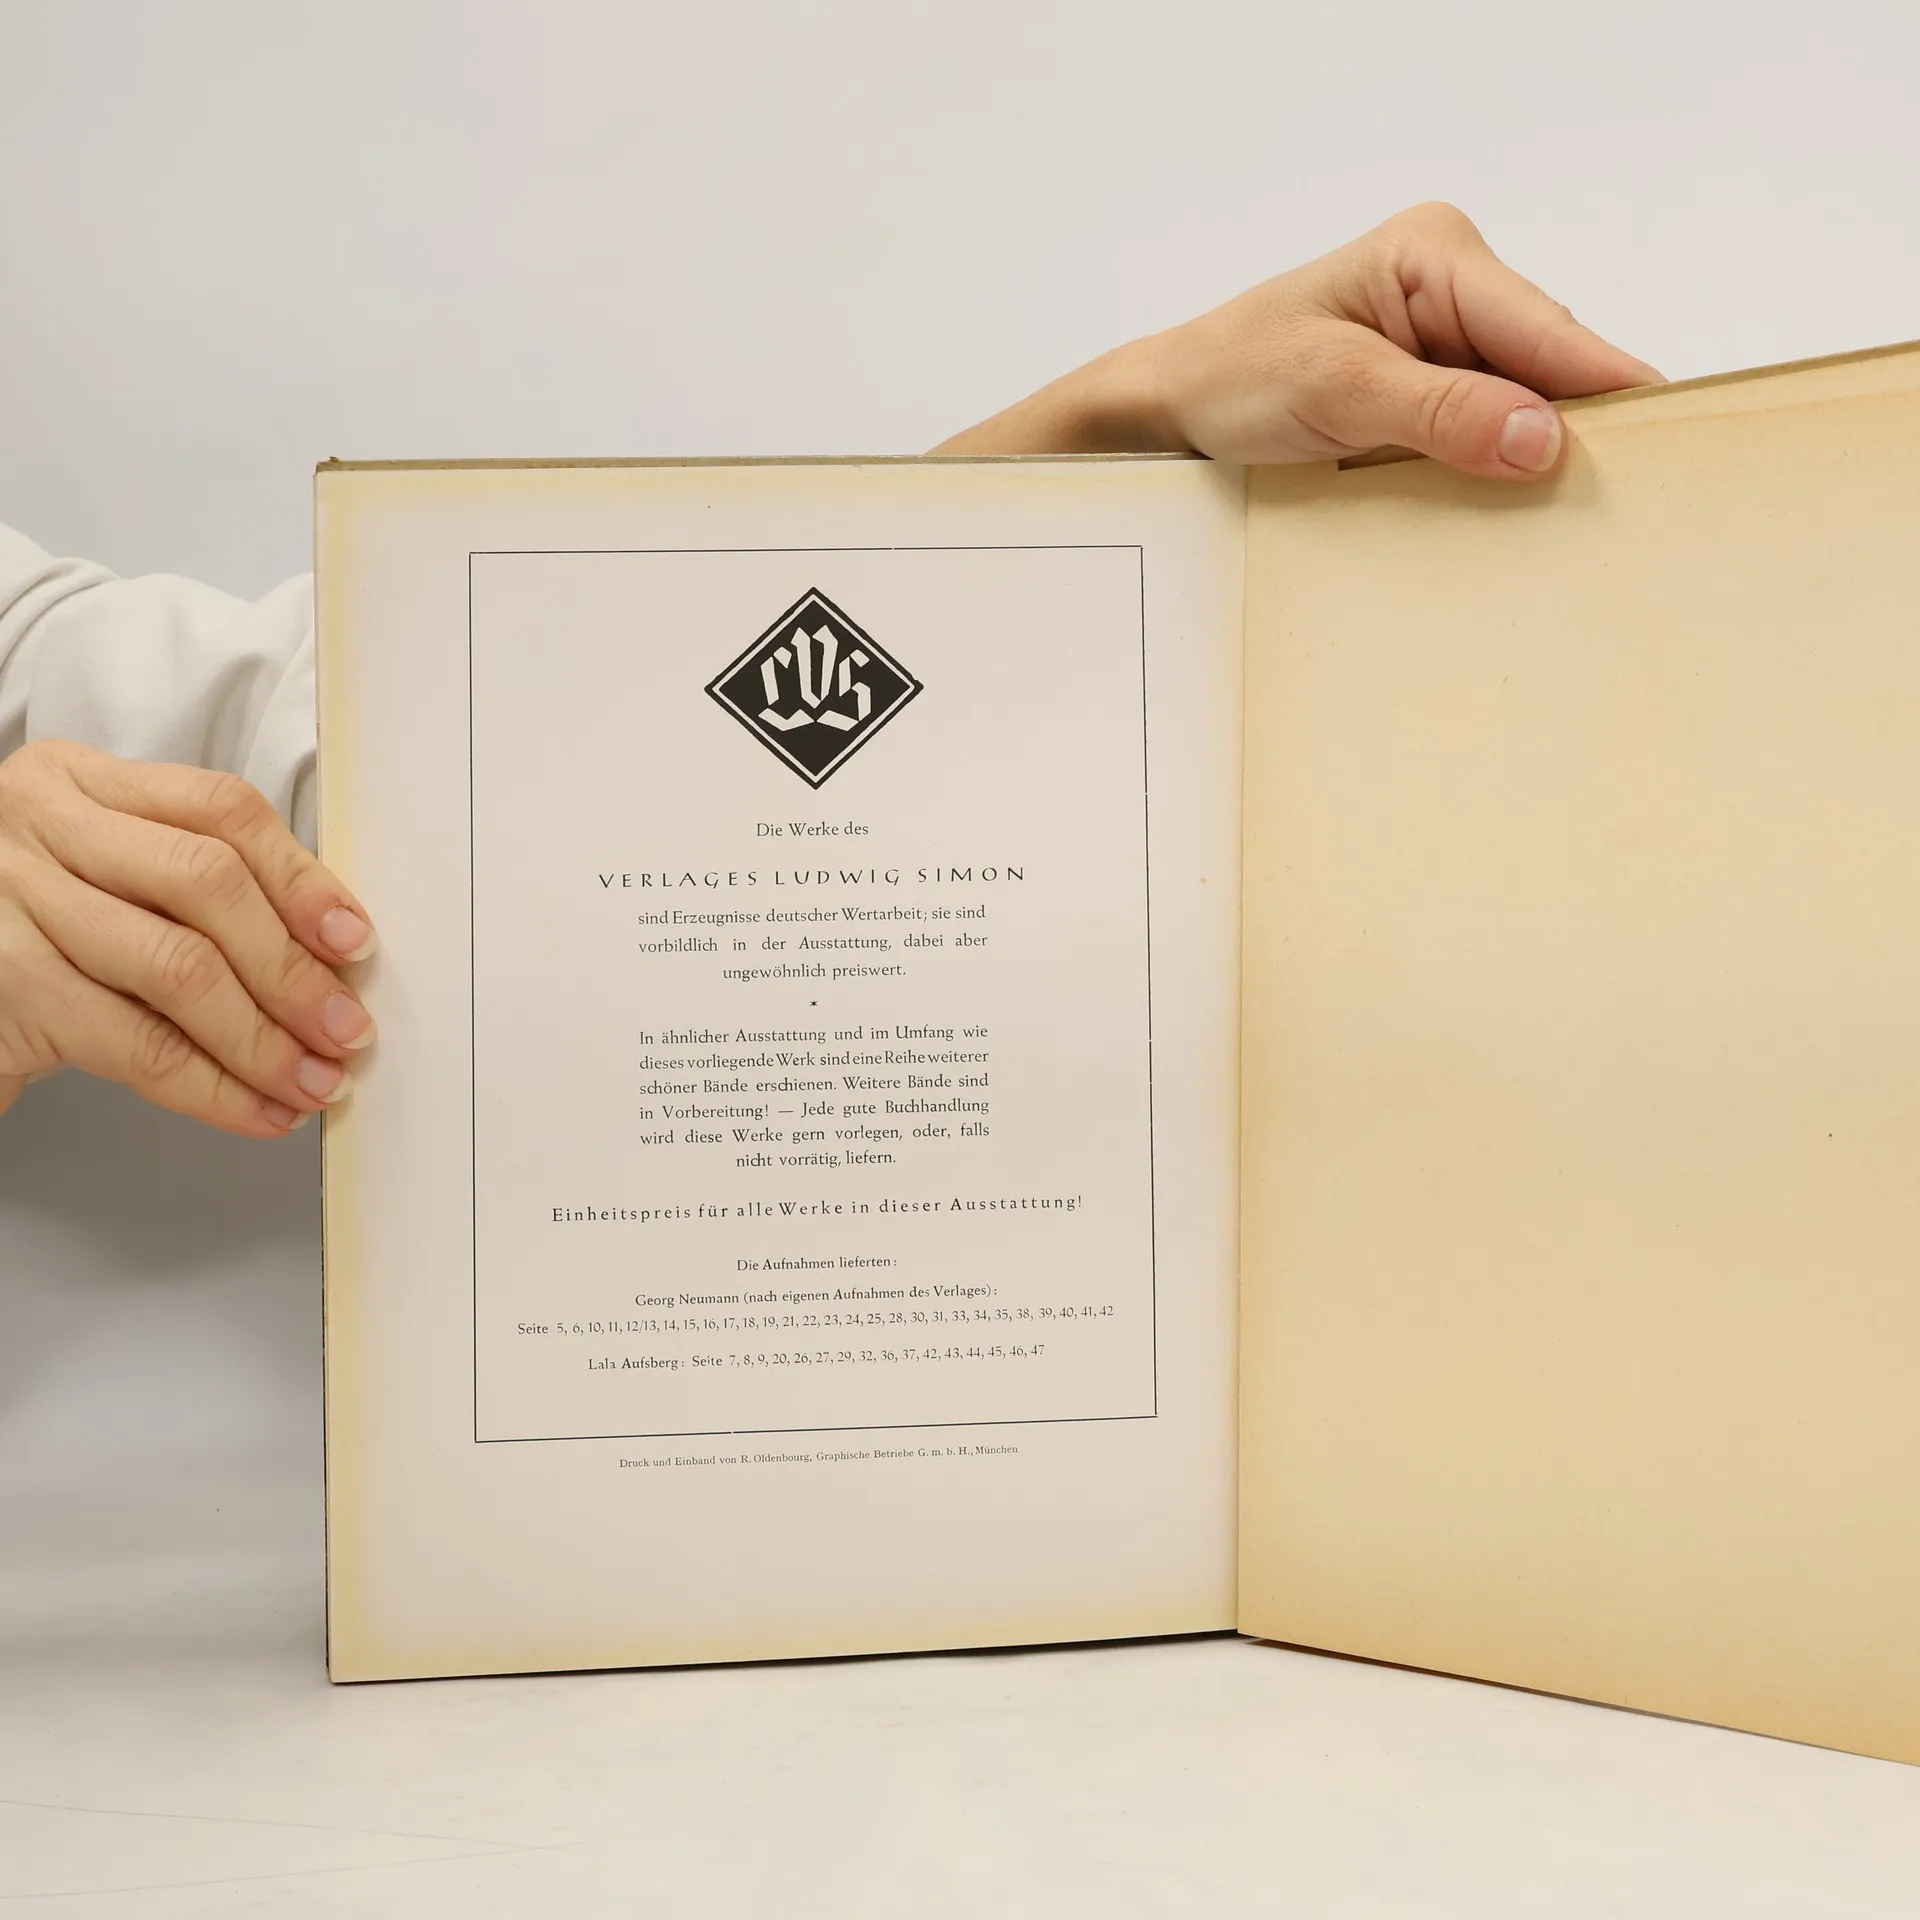 LVS
Die Werke des
VERLAGES LUDWIG SIMON
sind Erzeugnisse deutscher Wertarbeit; sie sind
vorbildlich in der Ausstattung, dabei aber
ungewöhnlich preiswert.
*
In ähnlicher Ausstattung und im Umfang wie
dieses vorliegende Werk sind eine Reihe weiterer
schöner Bände erschienen. Weitere Bände sind
in Vorbereitung! — Jede gute Buchhandlung
wird diese Werke gern vorlegen, oder, falls
nicht vorrätig, liefern.
Einheitspreis für alle Werke in dieser Ausstattung!
Die Aufnahmen lieferten:
Georg Neumann (nach eigenen Aufnahmen des Verlages):
Seite 5, 6, 10, 11, 12/13, 14, 15, 16, 17, 18, 19, 21, 22, 23, 24, 25, 28, 30, 31, 33, 34, 35, 38, 39, 40, 41, 42
Lala Aufsberg: Seite 7, 8, 9, 20, 26, 27, 29, 32, 36, 37, 42, 43, 44, 45, 46, 47
Druck und Einband von R. Oldenbourg, Graphische Betriebe G. m. b. H., München